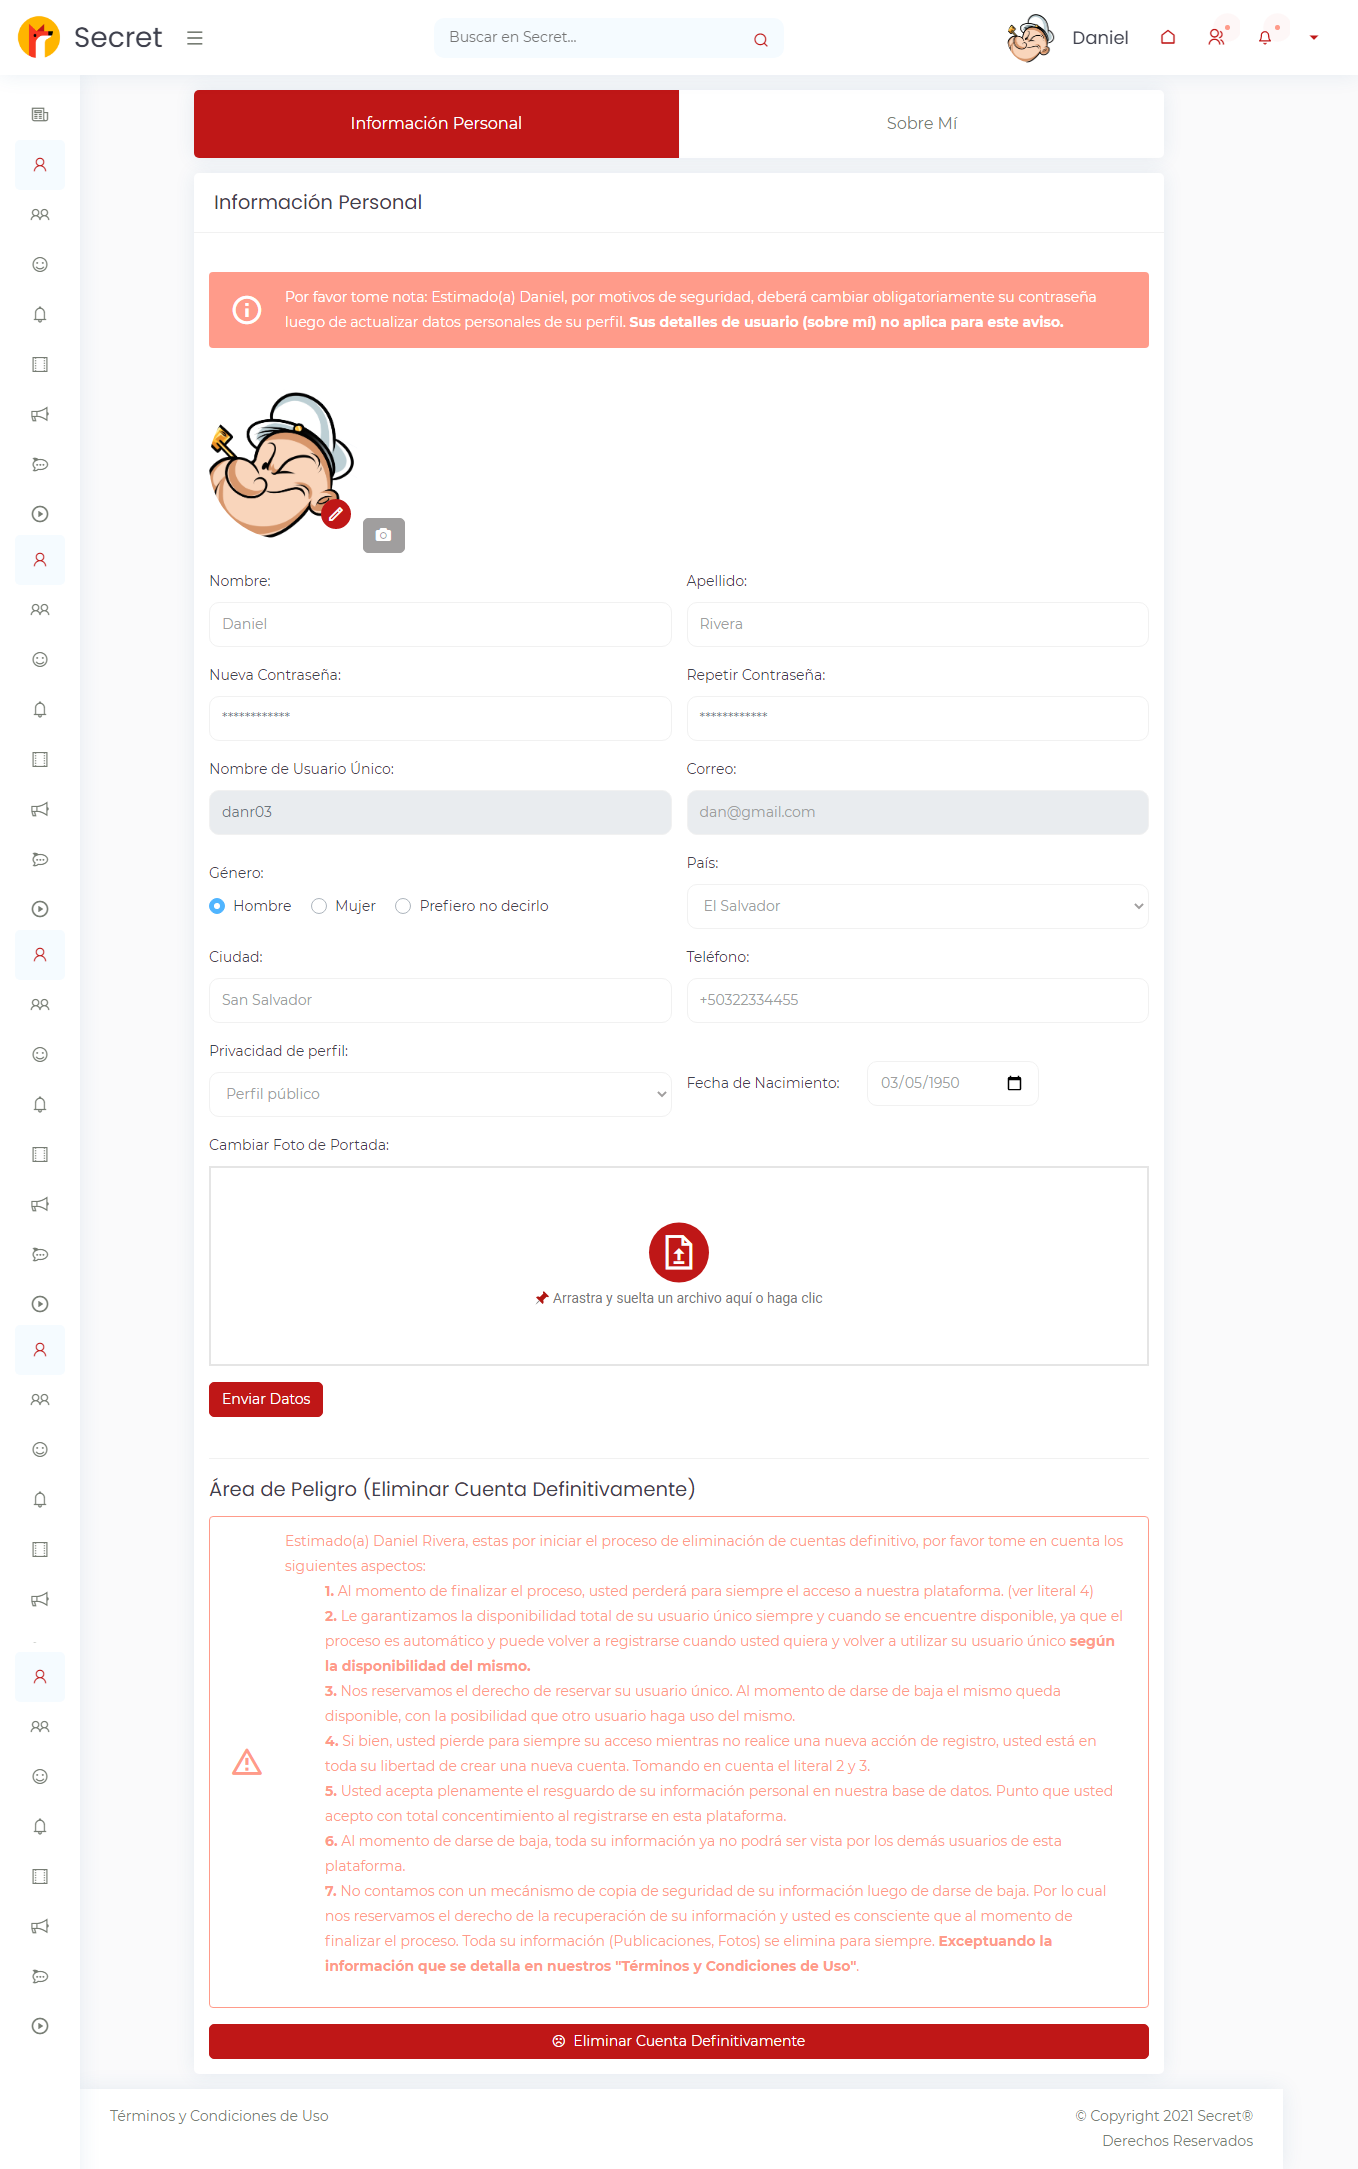 Secret
Buscar en Secret...
Daniel
Información Personal
Sobre Mí
Información Personal
Por favor tome nota: Estimado(a) Daniel, por motivos de seguridad, deberá cambiar obligatoriamente su contraseña
luego de actualizar datos personales de su perfil. Sus detalles de usuario (sobre mí) no aplica para este aviso.
Nombre:
Apellido:
Daniel
Rivera
Nueva Contraseña:
Repetir Contraseña:
************
************
Nombre de Usuario Único:
Correo:
danr03
dan@gmail.com
Género:
País:
Hombre
Mujer
Prefiero no decirlo
El Salvador
Ciudad:
Teléfono:
San Salvador
+50322334455
Privacidad de perfil:
Perfil público
Fecha de Nacimiento:
03/05/1950
Cambiar Foto de Portada:
Arrastra y suelta un archivo aquí o haga clic
Enviar Datos
Área de Peligro (Eliminar Cuenta Definitivamente)
Estimado(a) Daniel Rivera, estas por iniciar el proceso de eliminación de cuentas definitivo, por favor tome en cuenta los
siguientes aspectos:
1. Al momento de finalizar el proceso, usted perderá para siempre el acceso a nuestra plataforma. (ver literal 4)
2. Le garantizamos la disponibilidad total de su usuario único siempre y cuando se encuentre disponible, ya que el
proceso es automático y puede volver a registrarse cuando usted quiera y volver a utilizar su usuario único según
la disponibilidad del mismo.
3. Nos reservamos el derecho de reservar su usuario único. Al momento de darse de baja el mismo queda
disponible, con la posibilidad que otro usuario haga uso del mismo.
4. Si bien, usted pierde para siempre su acceso mientras no realice una nueva acción de registro, usted está en
toda su libertad de crear una nueva cuenta. Tomando en cuenta el literal 2 y 3.
5. Usted acepta plenamente el resguardo de su información personal en nuestra base de datos. Punto que usted
acepto con total concentimiento al registrarse en esta plataforma.
6. Al momento de darse de baja, toda su información ya no podrá ser vista por los demás usuarios de esta
plataforma.
7. No contamos con un mecánismo de copia de seguridad de su información luego de darse de baja. Por lo cual
nos reservamos el derecho de la recuperación de su información y usted es consciente que al momento de
finalizar el proceso. Toda su información (Publicaciones, Fotos) se elimina para siempre. Exceptuando la
información que se detalla en nuestros "Términos y Condiciones de Uso".
Eliminar Cuenta Definitivamente
Términos y Condiciones de Uso
© Copyright 2021 Secret®
Derechos Reservados